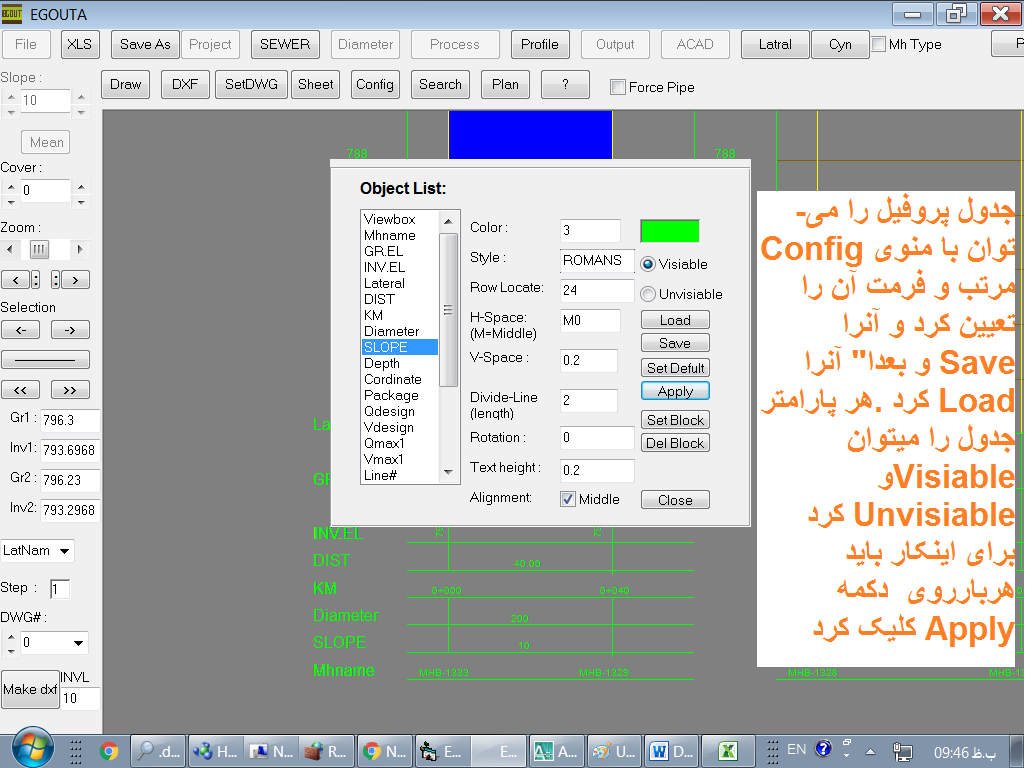 EGOUTA
File XLS Save As Project SEWER Diameter Process Profile Output ACAD Latral Cyn Mh Type
Draw DXF SetDWG Sheet Config Search Plan ? Force Pipe
Slope :
10
Mean
Cover :
0
Zoom :
< : : >
Selection
<- ->
<< >>
Gr1 : 796.3
Inv1: 793.6968
Gr2 : 796.23
Inv2: 793.2968
LatNam
Step : 1
DWG#:
0
Make dxf INVL
10
788 788
Object List:
Viewbox
Mhname
GR.EL
INV.EL
Lateral
DIST
KM
Diameter
SLOPE
Depth
Cordinate
Package
Qdesign
Vdesign
Qmax1
Vmax1
Line#
Color : 3
Style : ROMANS Visiable
Row Locate: 24 Unvisiable
H-Space: M0 Load
(M=Middle) Save
V-Space : 0.2 Set Defult
Apply
Divide-Line 2
(length) Set Block
Rotation : 0 Del Block
Text height : 0.2
Alignment: Middle Close
جدول پروفیل را می-
توان با منوی Config
مرتب و فرمت آن را
تعیین کرد و آنرا
Save و بعدا" آنرا
Load کرد .هر پارامتر
جدول را میتوان
Visiableو
Unvisiable کرد
برای اینکار باید
هربارروی دکمه
Apply کلیک کرد
INV.EL
DIST 40.00
KM 0+000 0+040
Diameter 200
SLOPE 10
Mhname MHB-1333 MHB-1329 MHB-1328
.d... H... N... R... N... E... E... A... U... D... EN ? 09:46 ب.ظ